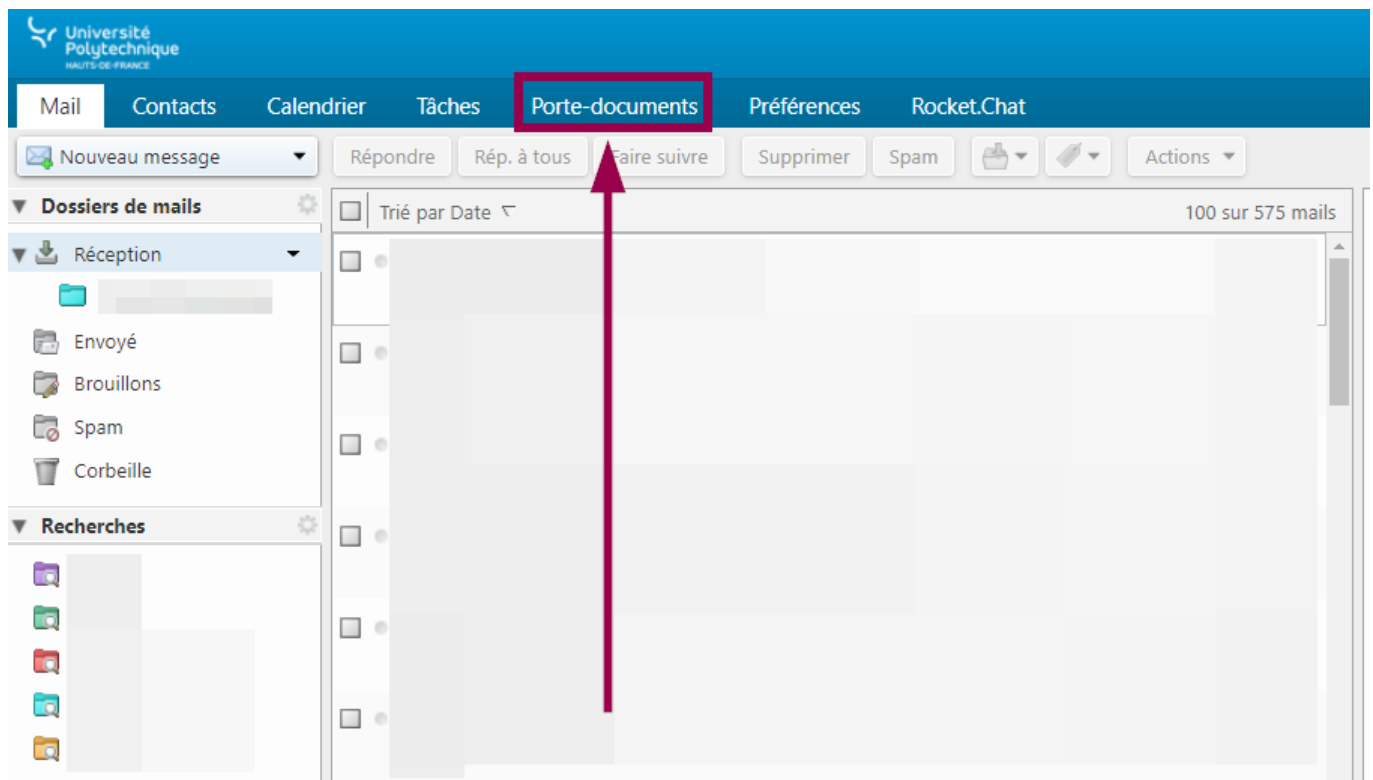 Université
Polytechnique
HAUTS-DE-FRANCE
Mail Contacts Calendrier Tâches Porte-documents Préférences Rocket.Chat
Nouveau message Répondre Rép. à tous Faire suivre Supprimer Spam Actions
Dossiers de mails
Trié par Date 100 sur 575 mails
Réception
Envoyé
Brouillons
Spam
Corbeille
Recherches